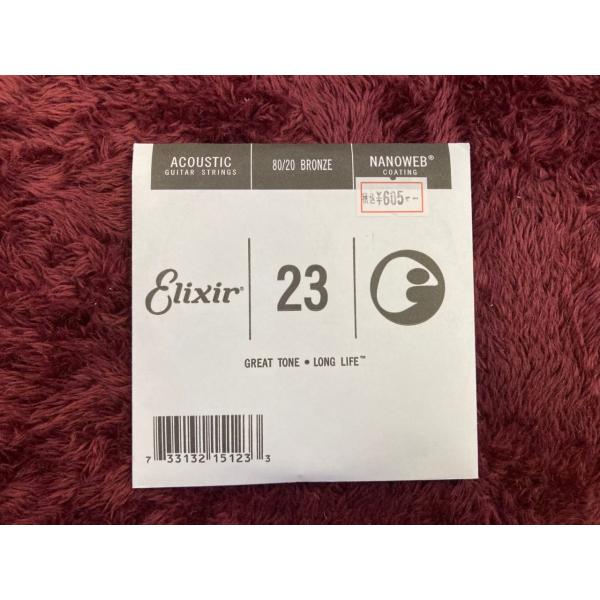 ACOUSTIC
GUITAR STRINGS
80/20 BRONZE
NANOWEB®
COATING
税込¥605
Elixir®
23
GREAT TONE • LONG LIFE™
7 33132 15123 3